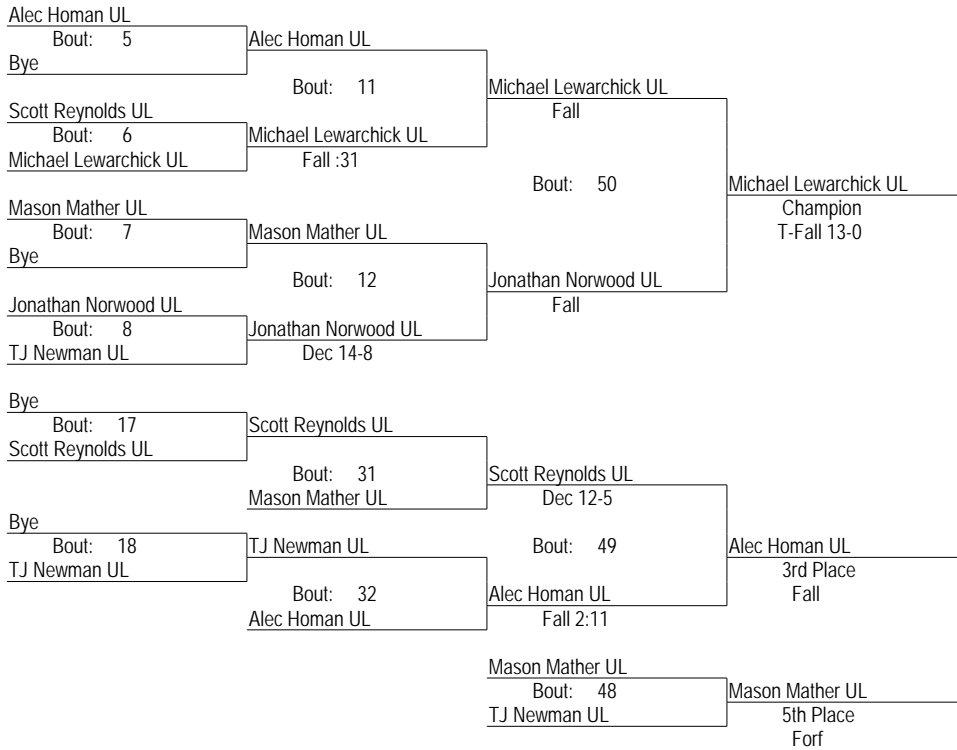 Alec Homan UL
Bout: 5
Alec Homan UL
Bye
Bout: 11
Michael Lewarchick UL
Fall
Scott Reynolds UL
Bout: 6
Michael Lewarchick UL
Michael Lewarchick UL
Fall :31
Bout: 50
Michael Lewarchick UL
Champion
T-Fall 13-0
Mason Mather UL
Bout: 7
Mason Mather UL
Bye
Bout: 12
Jonathan Norwood UL
Fall
Jonathan Norwood UL
Bout: 8
Jonathan Norwood UL
TJ Newman UL
Dec 14-8
Bye
Bout: 17
Scott Reynolds UL
Scott Reynolds UL
Bout: 31
Scott Reynolds UL
Mason Mather UL
Dec 12-5
Bye
Bout: 18
TJ Newman UL
Bout: 49
Alec Homan UL
TJ Newman UL
3rd Place
Bout: 32
Alec Homan UL
Fall
Alec Homan UL
Fall 2:11
Mason Mather UL
Bout: 48
Mason Mather UL
TJ Newman UL
5th Place
Forf